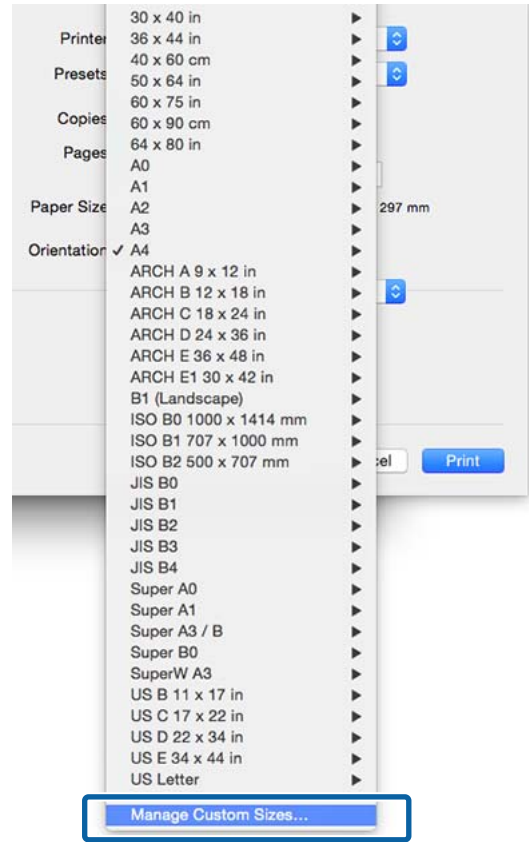 30 x 40 in
Printer 36 x 44 in
40 x 60 cm
Presets 50 x 64 in
60 x 75 in
Copies 60 x 90 cm
64 x 80 in
Pages A0
A1
Paper Size A2 297 mm
A3
Orientation ✓ A4
ARCH A 9 x 12 in
ARCH B 12 x 18 in
ARCH C 18 x 24 in
ARCH D 24 x 36 in
ARCH E 36 x 48 in
ARCH E1 30 x 42 in
B1 (Landscape)
ISO B0 1000 x 1414 mm
ISO B1 707 x 1000 mm
ISO B2 500 x 707 mm cel Print
JIS B0
JIS B1
JIS B2
JIS B3
JIS B4
Super A0
Super A1
Super A3 / B
Super B0
SuperW A3
US B 11 x 17 in
US C 17 x 22 in
US D 22 x 34 in
US E 34 x 44 in
US Letter
Manage Custom Sizes...